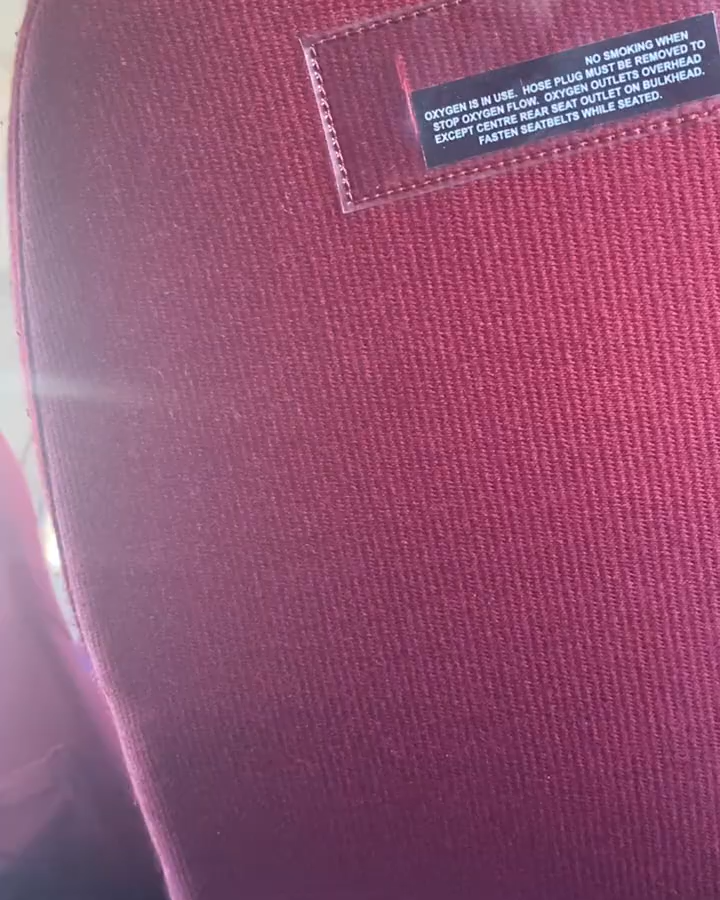 NO SMOKING WHEN
OXYGEN IS IN USE. HOSE PLUG MUST BE REMOVED TO
STOP OXYGEN FLOW. OXYGEN OUTLETS OVERHEAD
EXCEPT CENTRE REAR SEAT OUTLET ON BULKHEAD.
FASTEN SEATBELTS WHILE SEATED.